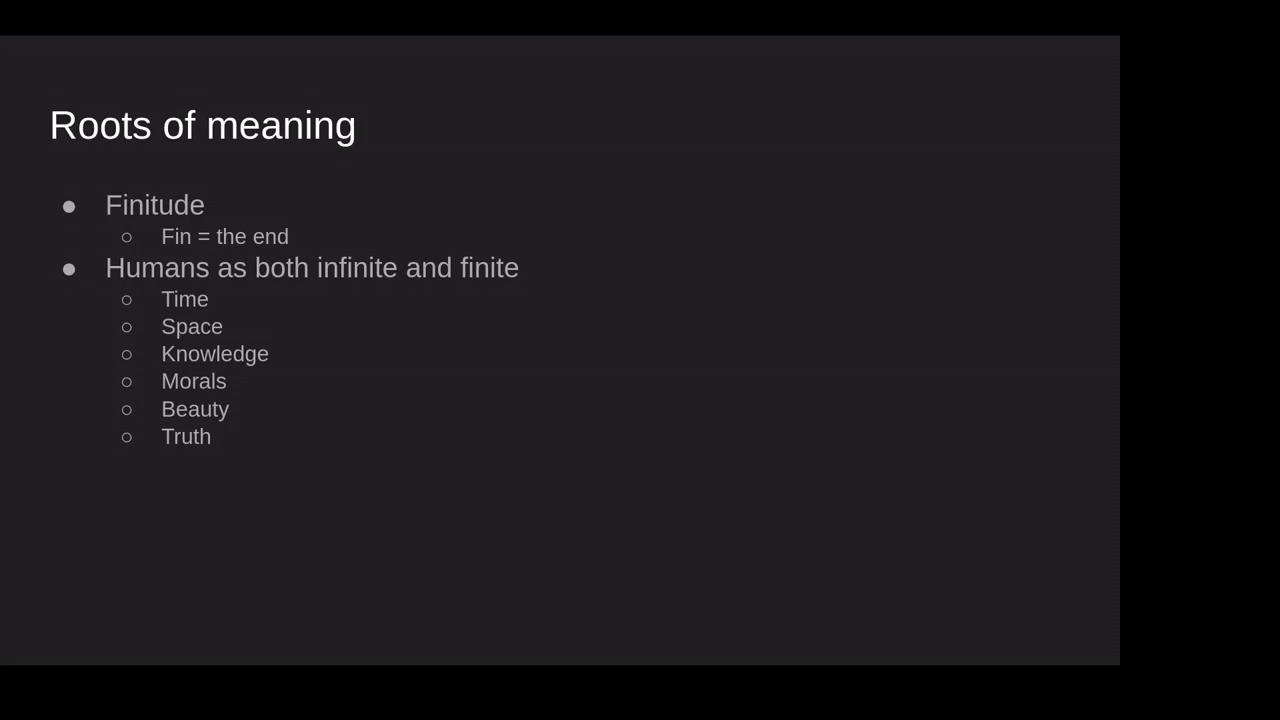 Roots of meaning
● Finitude
○ Fin = the end
● Humans as both infinite and finite
○ Time
○ Space
○ Knowledge
○ Morals
○ Beauty
○ Truth